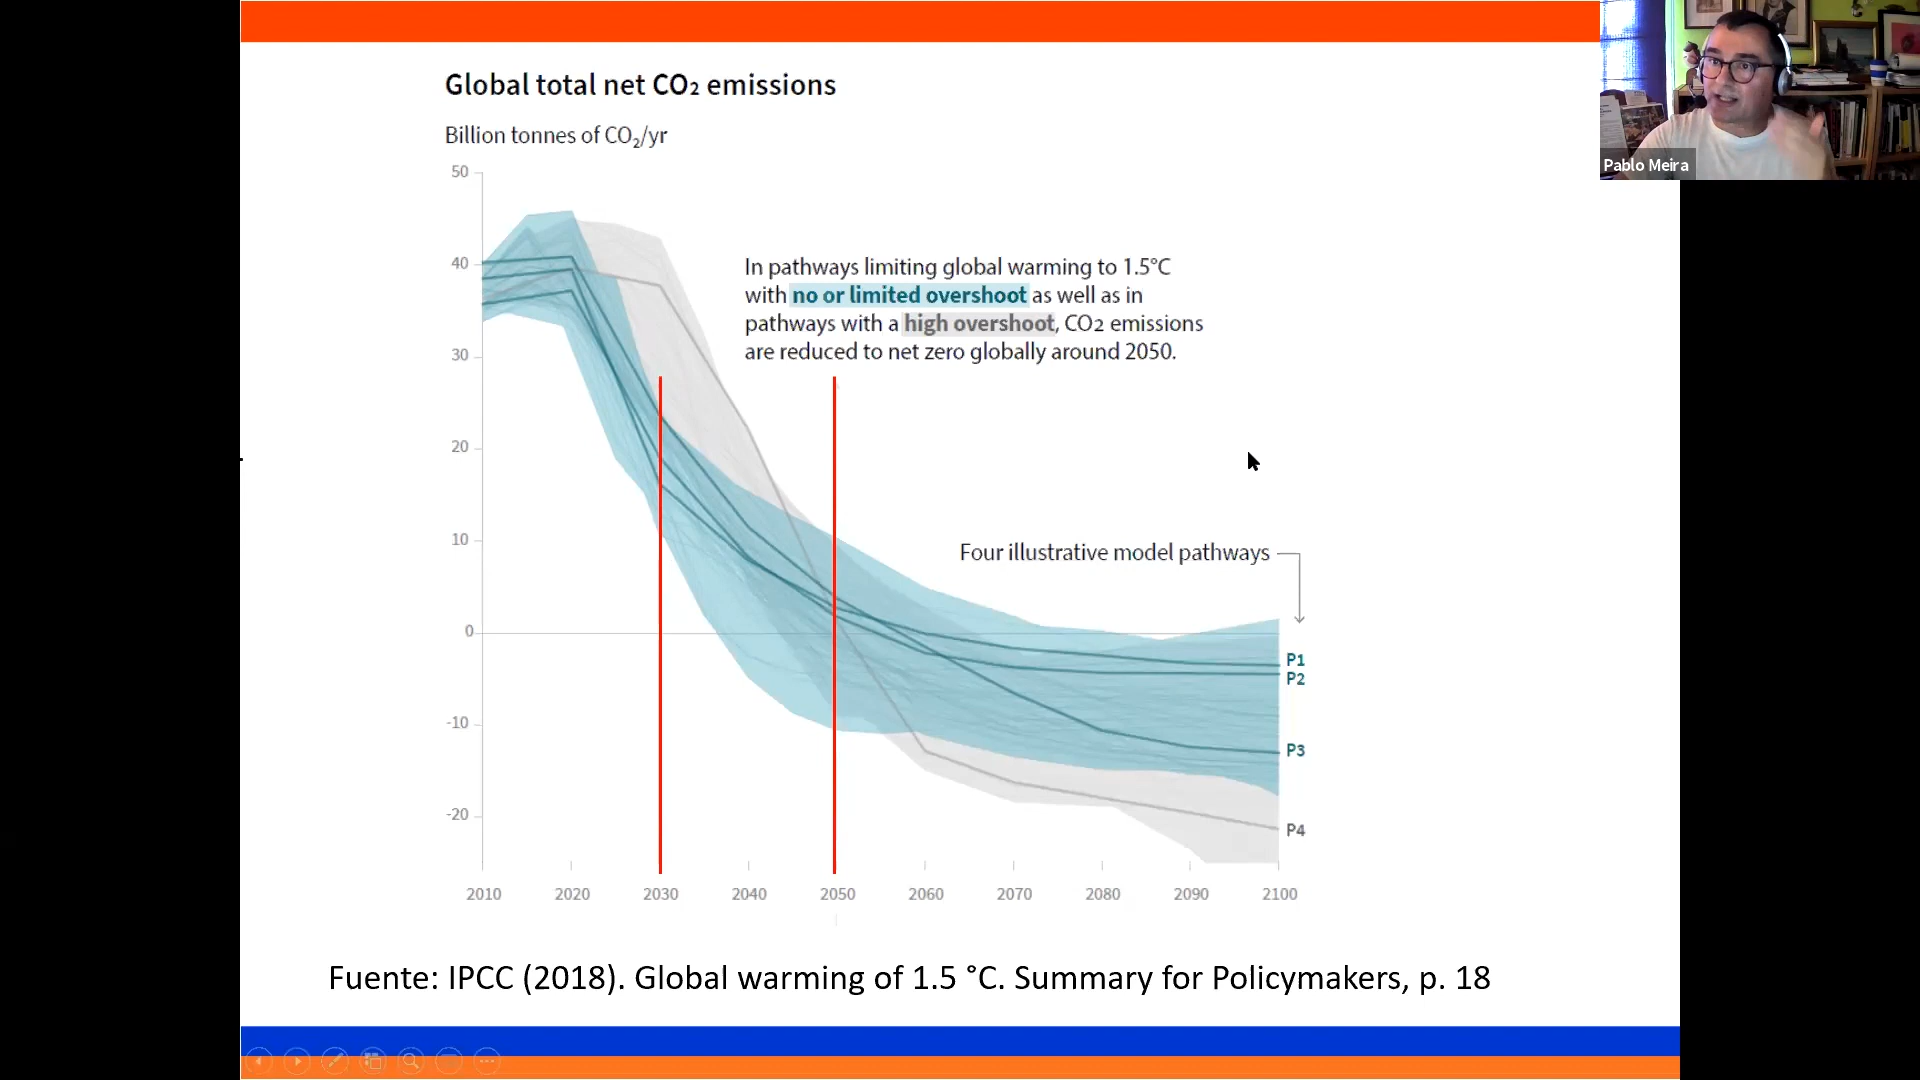 Global total net CO₂ emissions
Billion tonnes of CO₂/yr
50
40
30
20
10
0
-10
-20
In pathways limiting global warming to 1.5°C
with no or limited overshoot as well as in
pathways with a high overshoot, CO2 emissions
are reduced to net zero globally around 2050.
Four illustrative model pathways
P1
P2
P3
P4
2010 2020 2030 2040 2050 2060 2070 2080 2090 2100
Fuente: IPCC (2018). Global warming of 1.5 °C. Summary for Policymakers, p. 18
Pablo Meira